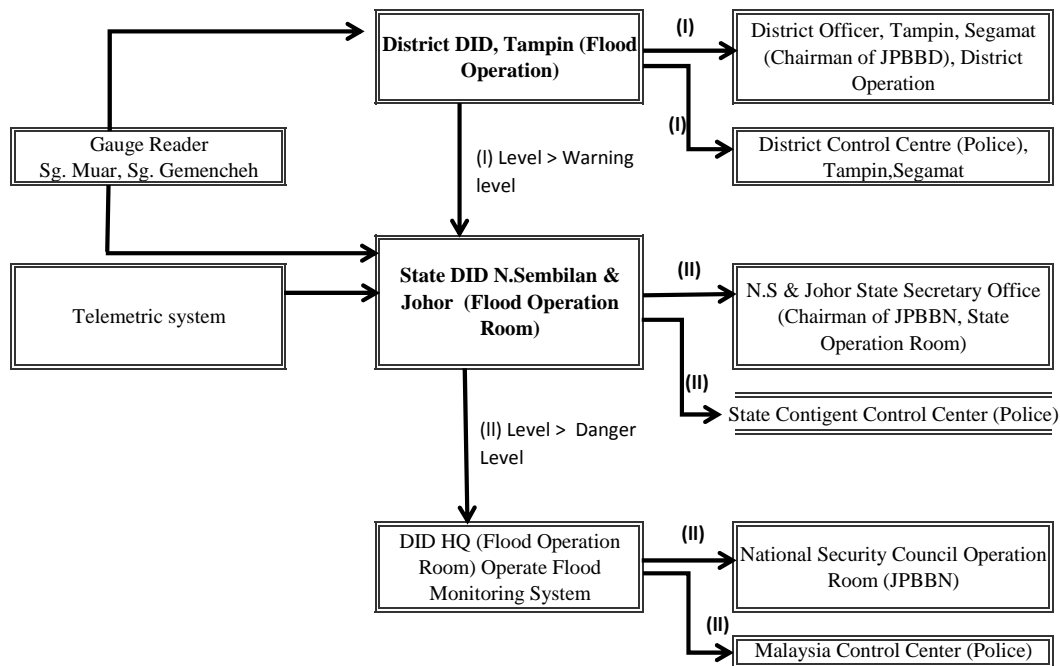 District DID, Tampin (Flood
Operation)
(I)
District Officer, Tampin, Segamat
(Chairman of JPBBD), District
Operation
(I)
District Control Centre (Police),
Tampin,Segamat
Gauge Reader
Sg. Muar, Sg. Gemencheh
(l) Level > Warning
level
Telemetric system
State DID N.Sembilan &
Johor (Flood Operation
Room)
(II)
N.S & Johor State Secretary Office
(Chairman of JPBBN, State
Operation Room)
(II)
State Contigent Control Center (Police)
(ll) Level > Danger
Level
DID HQ (Flood Operation
Room) Operate Flood
Monitoring System
(II)
National Security Council Operation
Room (JPBBN)
(II)
Malaysia Control Center (Police)